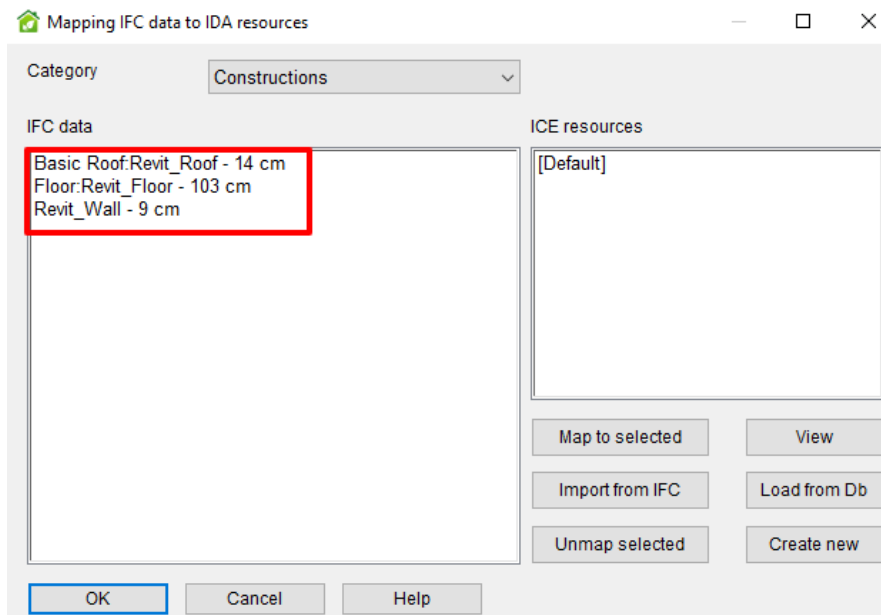 Mapping IFC data to IDA resources
Category
Constructions
IFC data
ICE resources
Basic Roof:Revit_Roof - 14 cm
Floor:Revit_Floor - 103 cm
Revit_Wall - 9 cm
[Default]
Map to selected
View
Import from IFC
Load from Db
Unmap selected
Create new
OK
Cancel
Help